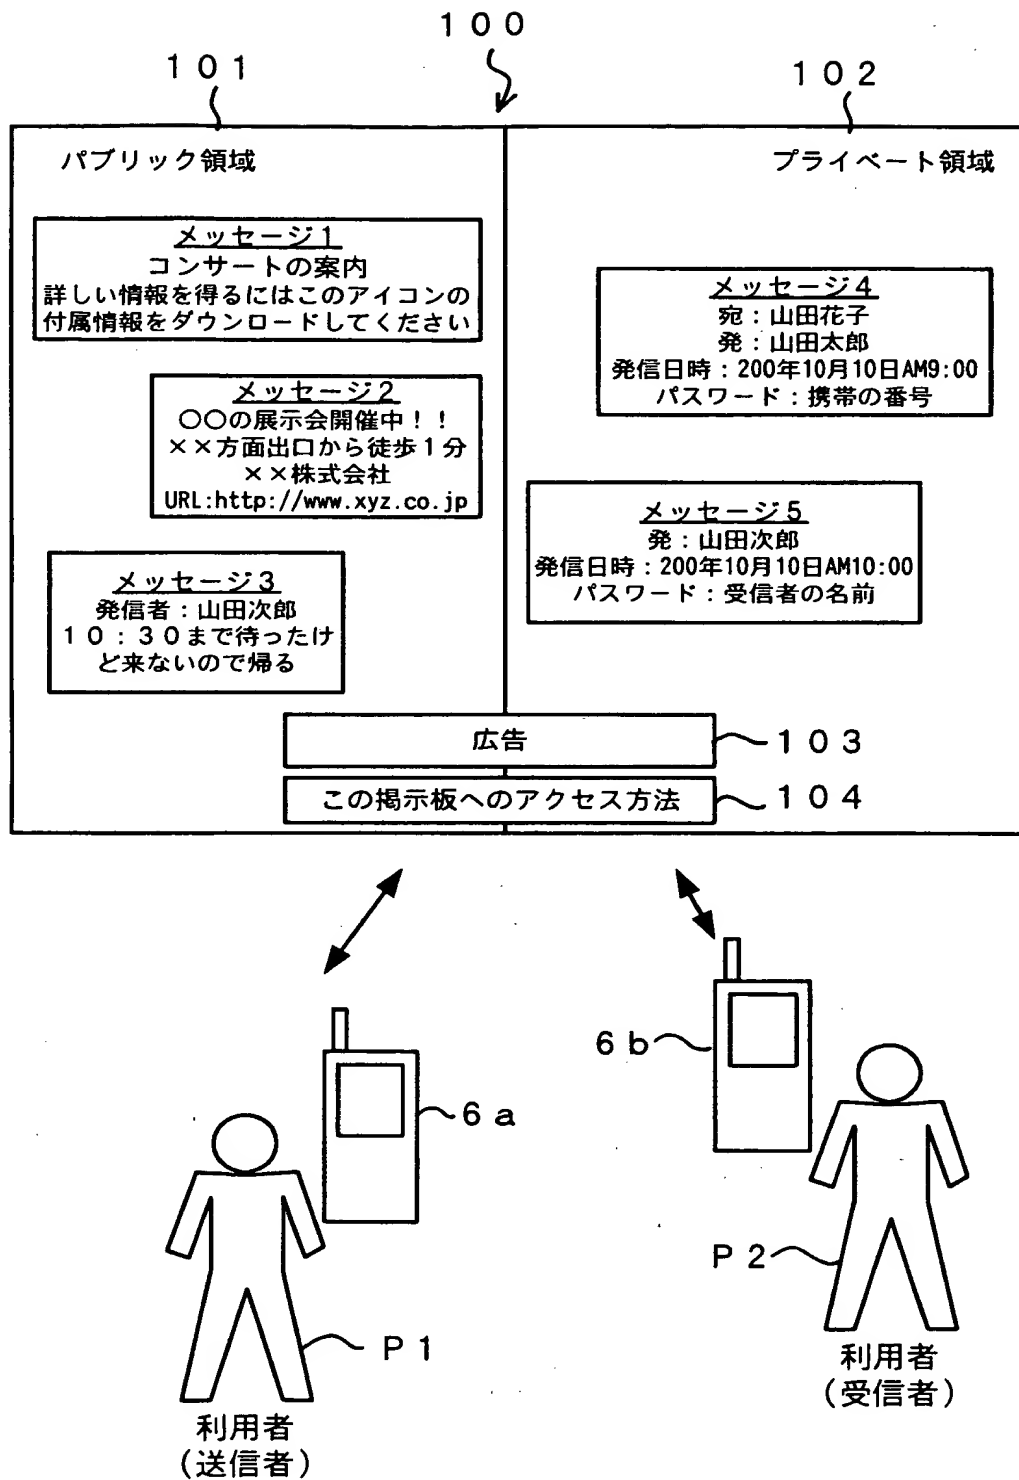 １００
１０１
１０２
パブリック領域
プライベート領域
メッセージ１
コンサートの案内
詳しい情報を得るにはこのアイコンの
付属情報をダウンロードしてください
メッセージ２
○○の展示会開催中！！
××方面出口から徒歩１分
××株式会社
URL:http://www.xyz.co.jp
メッセージ３
発信者：山田次郎
１０：３０まで待ったけ
ど来ないので帰る
メッセージ４
宛：山田花子
発：山田太郎
発信日時：200年10月10日AM9:00
パスワード：携帯の番号
メッセージ５
発：山田次郎
発信日時：200年10月10日AM10:00
パスワード：受信者の名前
広告
１０３
この掲示板へのアクセス方法
１０４
６ａ
６ｂ
Ｐ１
Ｐ２
利用者
（送信者）
利用者
（受信者）